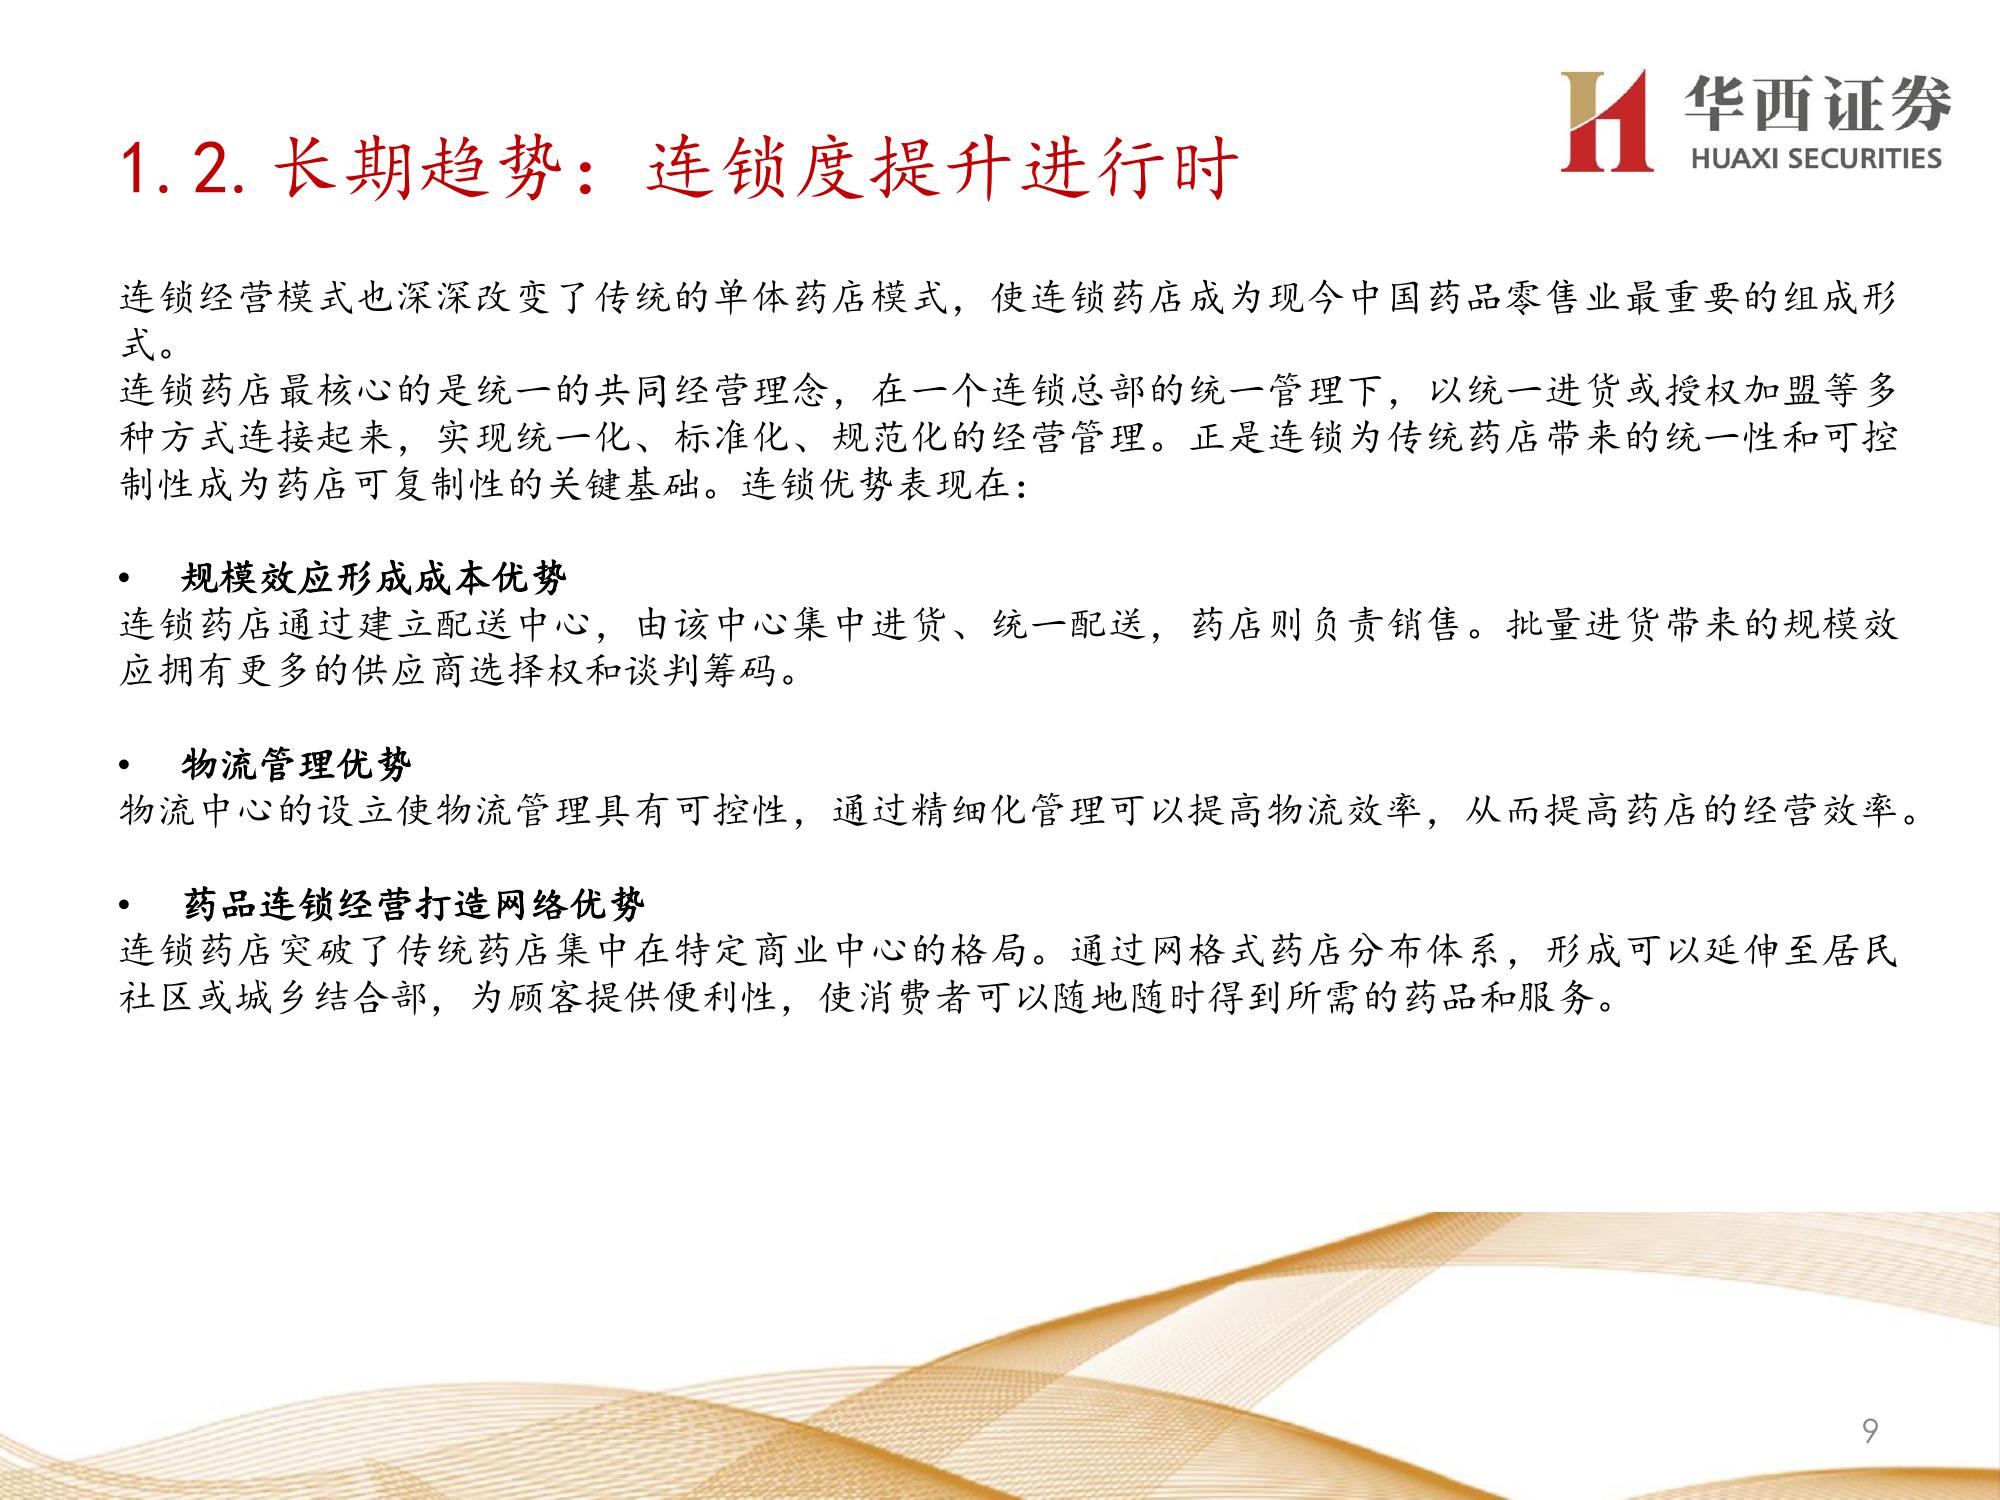 华西证券
HUAXI SECURITIES
1.2.长期趋势：连锁度提升进行时
连锁经营模式也深深改变了传统的单体药店模式，使连锁药店成为现今中国药品零售业最重要的组成形
式。
连锁药店最核心的是统一的共同经营理念，在一个连锁总部的统一管理下，以统一进货或授权加盟等多
种方式连接起来，实现统一化、标准化、规范化的经营管理。正是连锁为传统药店带来的统一性和可控
制性成为药店可复制性的关键基础。连锁优势表现在：
• 规模效应形成成本优势
连锁药店通过建立配送中心，由该中心集中进货、统一配送，药店则负责销售。批量进货带来的规模效
应拥有更多的供应商选择权和谈判筹码。
• 物流管理优势
物流中心的设立使物流管理具有可控性，通过精细化管理可以提高物流效率，从而提高药店的经营效率。
• 药品连锁经营打造网络优势
连锁药店突破了传统药店集中在特定商业中心的格局。通过网格式药店分布体系，形成可以延伸至居民
社区或城乡结合部，为顾客提供便利性，使消费者可以随地随时得到所需的药品和服务。
9